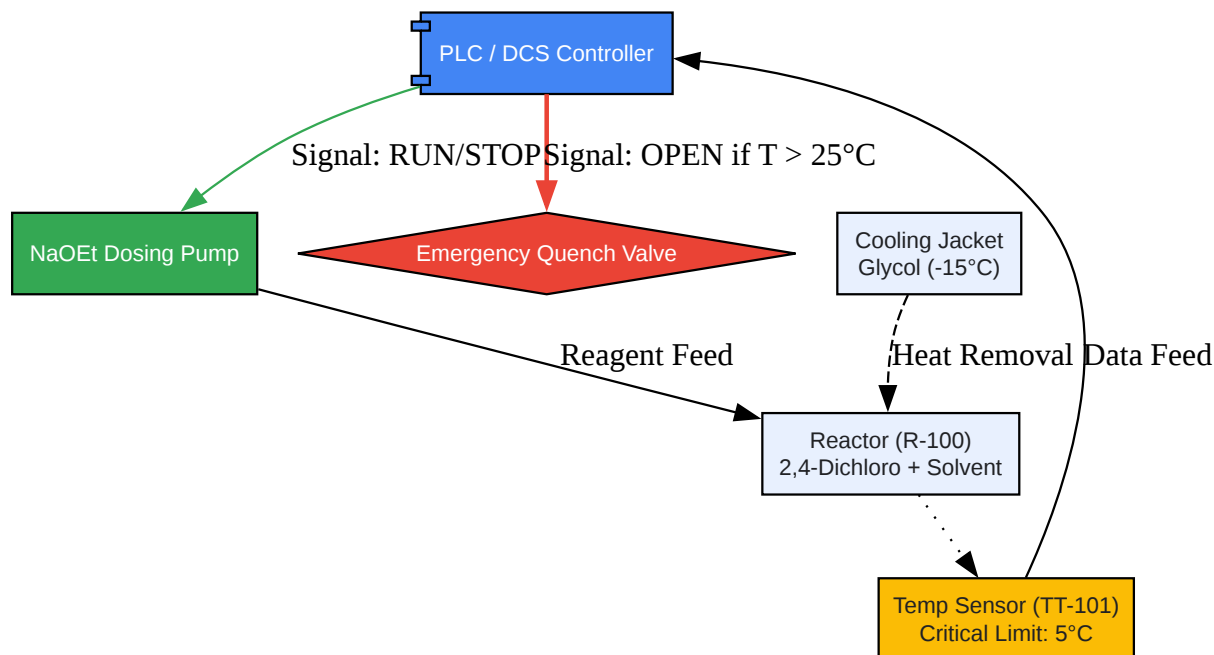 PLC / DCS Controller
Signal: RUN/STOP
Signal: OPEN if T > 25°C
NaOEt Dosing Pump
Emergency Quench Valve
Cooling Jacket
Glycol (-15°C)
Reagent Feed
Heat Removal
Data Feed
Reactor (R-100)
2,4-Dichloro + Solvent
Temp Sensor (TT-101)
Critical Limit: 5°C